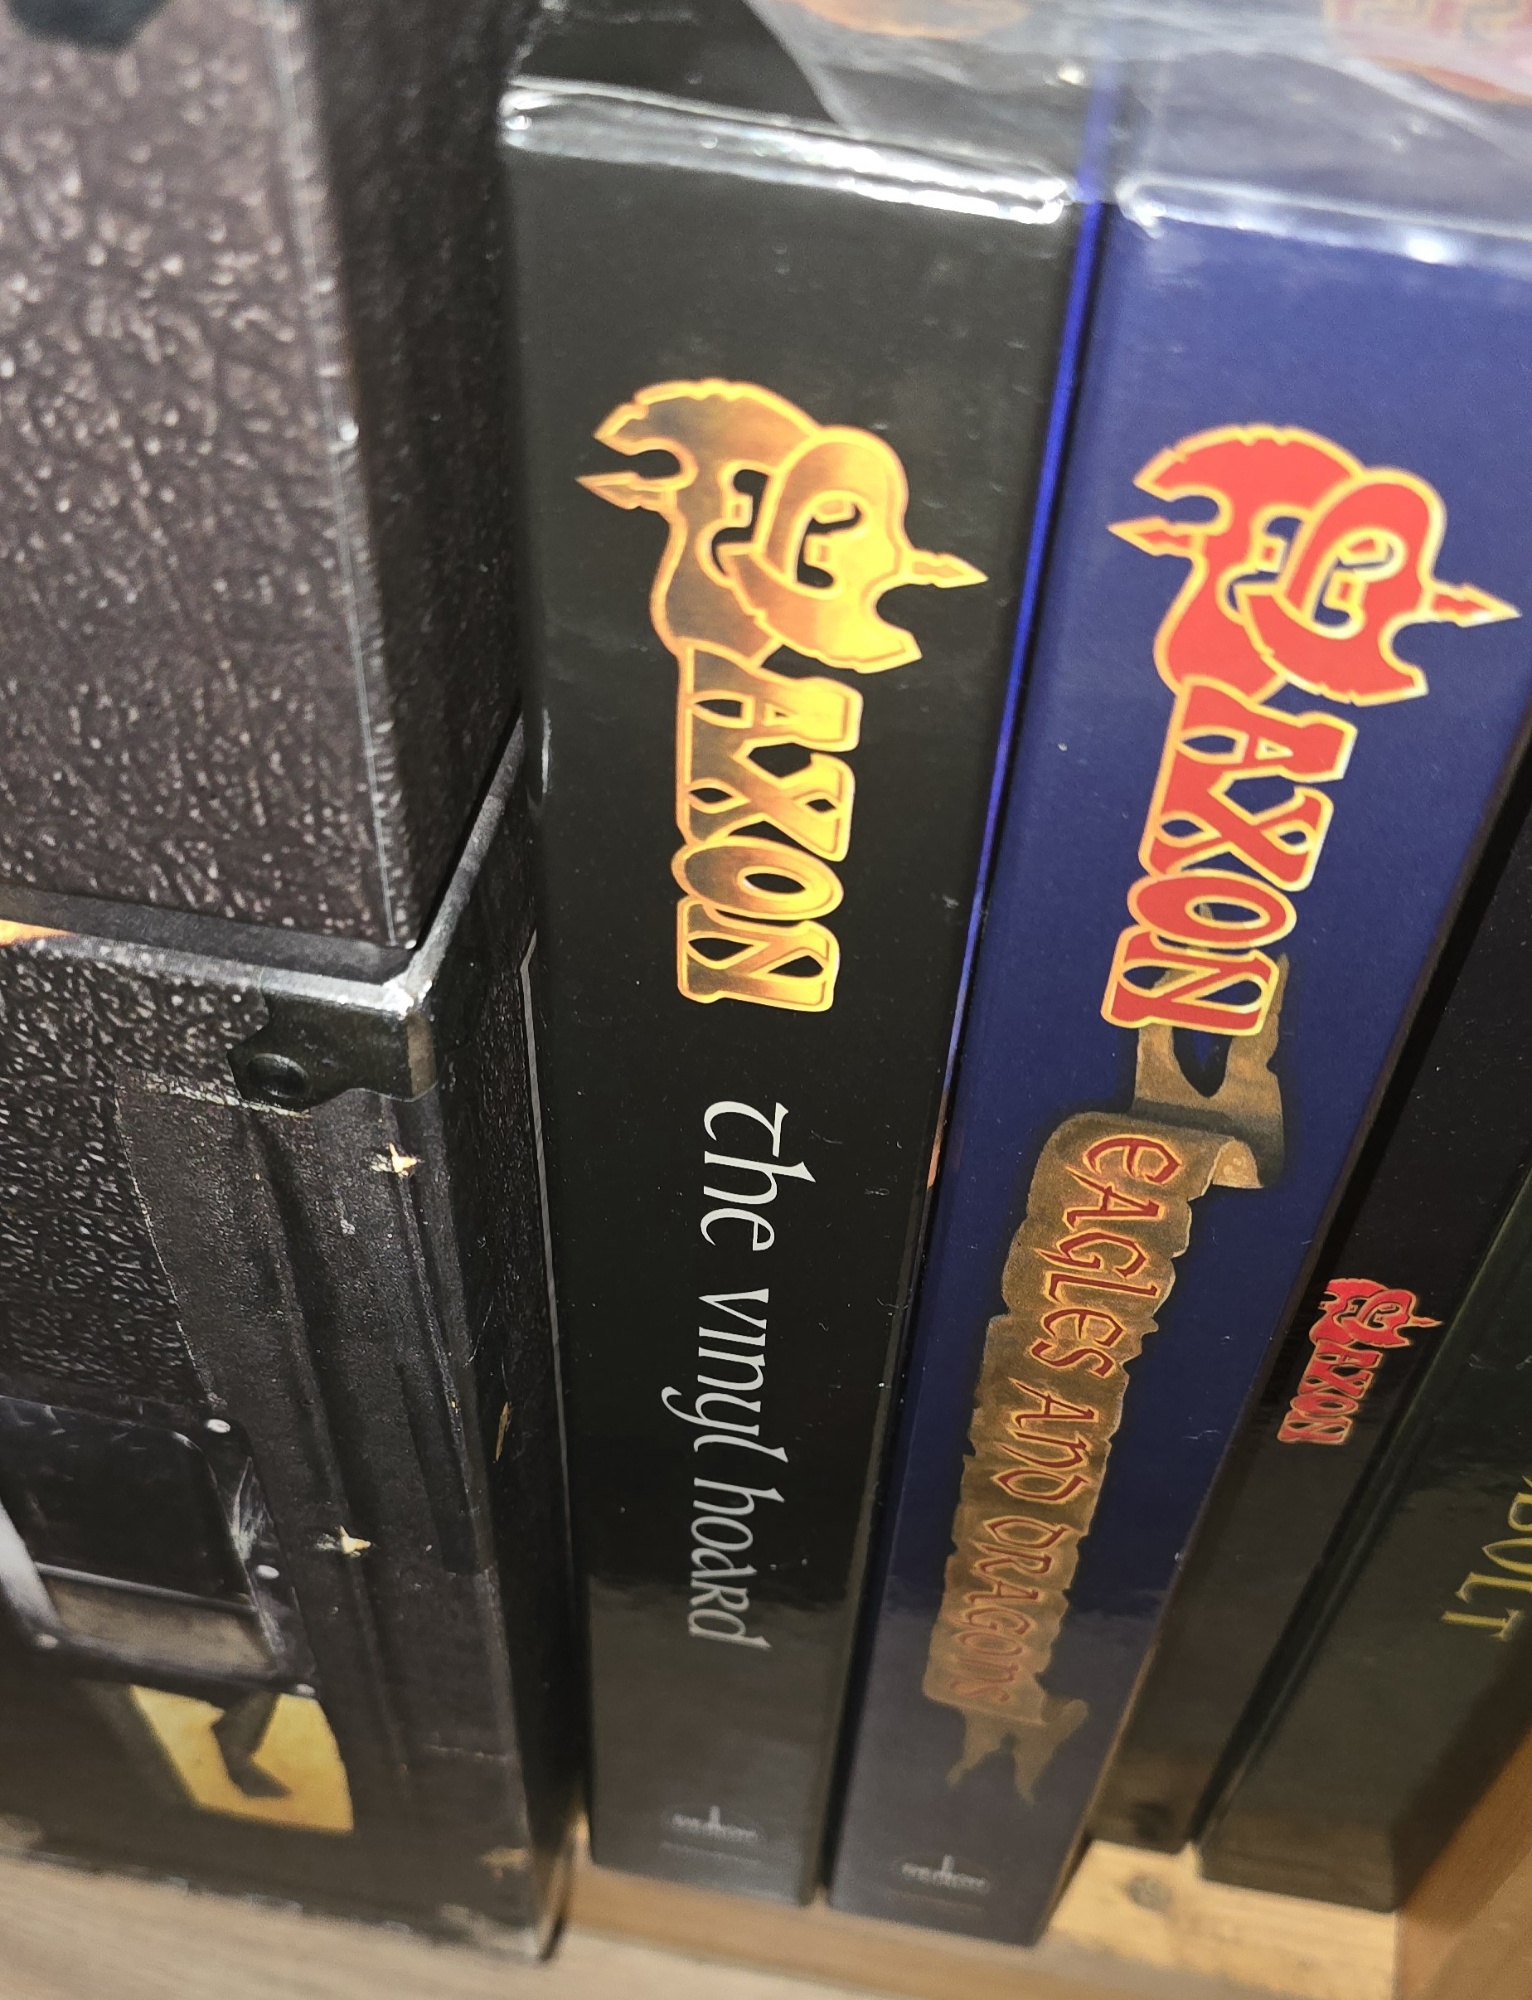 SAXON
the vinyl hoard
SAXON
EAGLES AND DRAGONS
SAXON